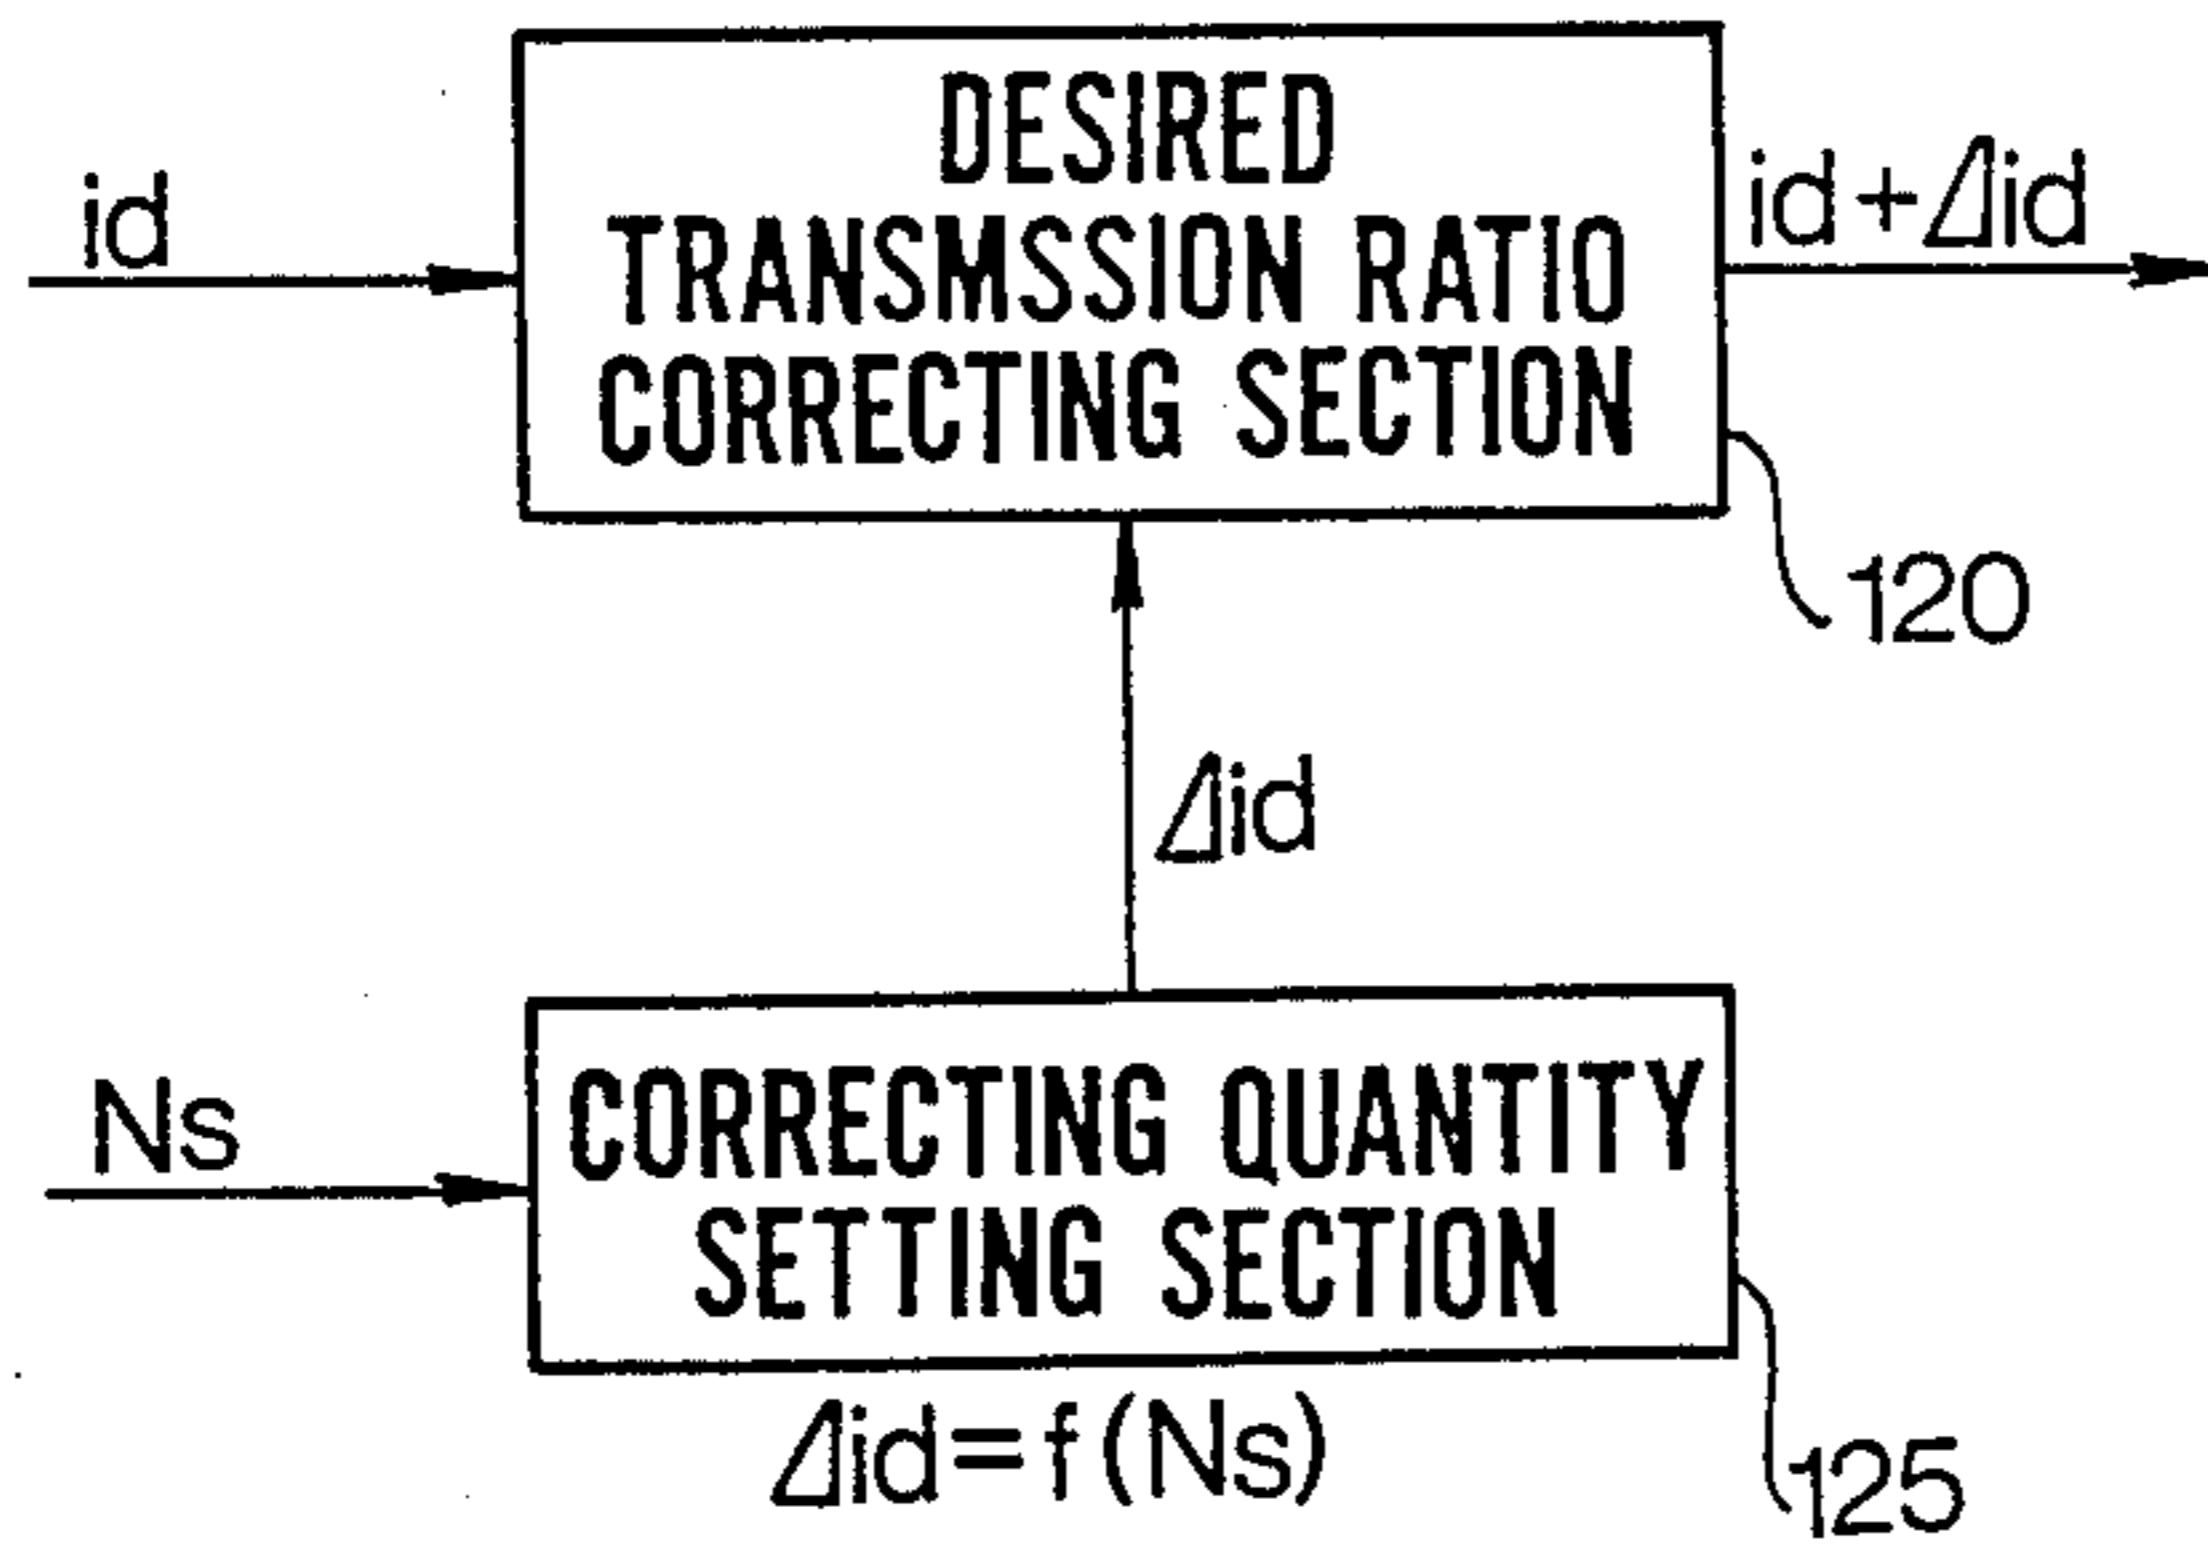 DESIRED
TRANSMSSION RATIO
CORRECTING SECTION
id
id+Δid
120
Δid
Ns
CORRECTING QUANTITY
SETTING SECTION
Δid=f(Ns)
125